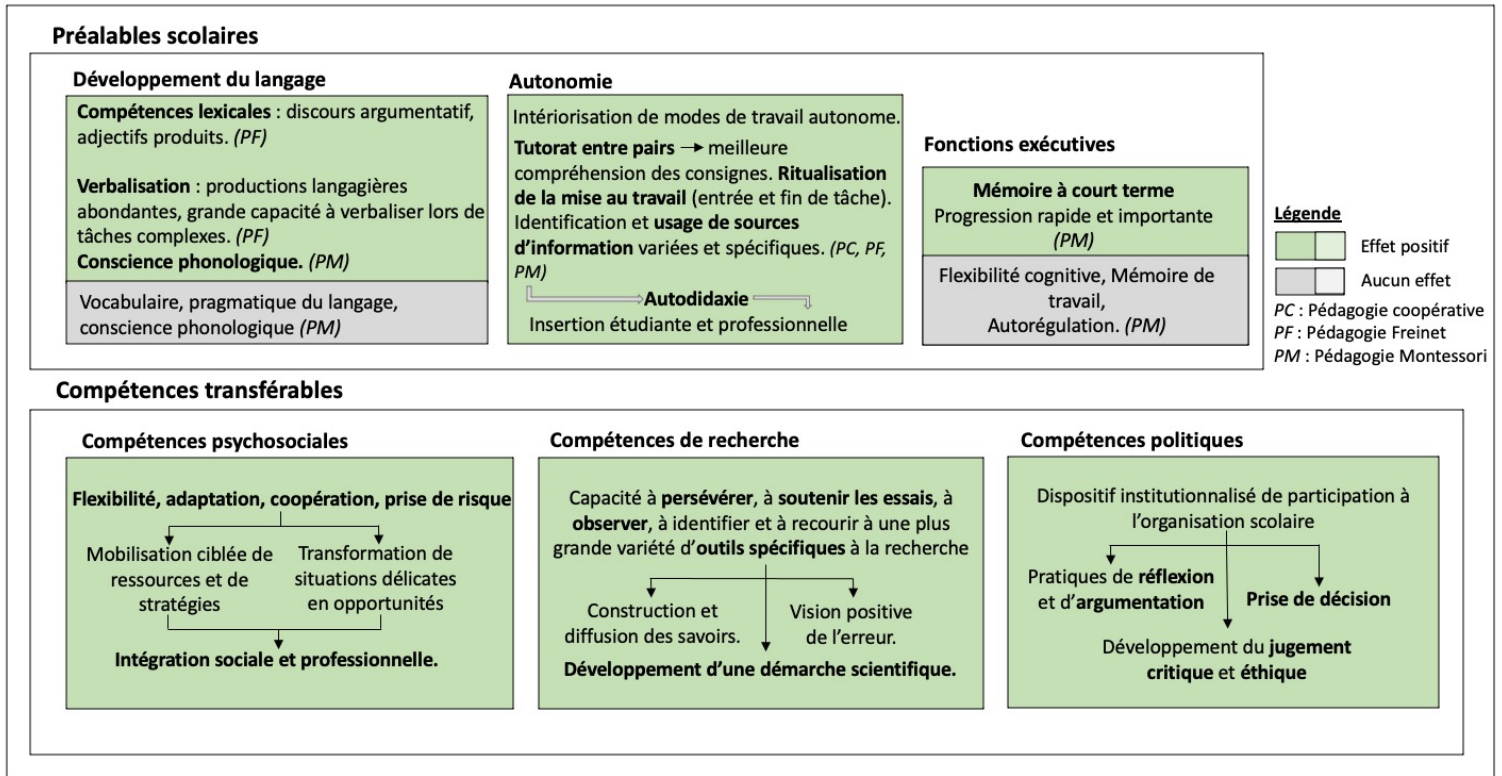 Préalables scolaires
Développement du langage
Compétences lexicales : discours argumentatif,
adjectifs produits. (PF)
Verbalisation : productions langagières
abondantes, grande capacité à verbaliser lors de
tâches complexes. (PF)
Conscience phonologique. (PM)
Vocabulaire, pragmatique du langage,
conscience phonologique (PM)
Autonomie
Intériorisation de modes de travail autonome.
Tutorat entre pairs → meilleure
compréhension des consignes. Ritualisation
de la mise au travail (entrée et fin de tâche).
Identification et usage de sources
d’information variées et spécifiques. (PC, PF,
PM)
Autodidaxie
Insertion étudiante et professionnelle
Fonctions exécutives
Mémoire à court terme
Progression rapide et importante
(PM)
Flexibilité cognitive, Mémoire de
travail,
Autorégulation. (PM)
Légende
Effet positif
Aucun effet
PC : Pédagogie coopérative
PF : Pédagogie Freinet
PM : Pédagogie Montessori
Compétences transférables
Compétences psychosociales
Flexibilité, adaptation, coopération, prise de risque
Mobilisation ciblée de
ressources et de
stratégies
Transformation de
situations délicates
en opportunités
Intégration sociale et professionnelle.
Compétences de recherche
Capacité à persévérer, à soutenir les essais, à
observer, à identifier et à recourir à une plus
grande variété d’outils spécifiques à la recherche
Construction et
diffusion des savoirs.
Vision positive
de l’erreur.
Développement d’une démarche scientifique.
Compétences politiques
Dispositif institutionnalisé de participation à
l’organisation scolaire
Pratiques de réflexion
et d’argumentation
Prise de décision
Développement du jugement
critique et éthique